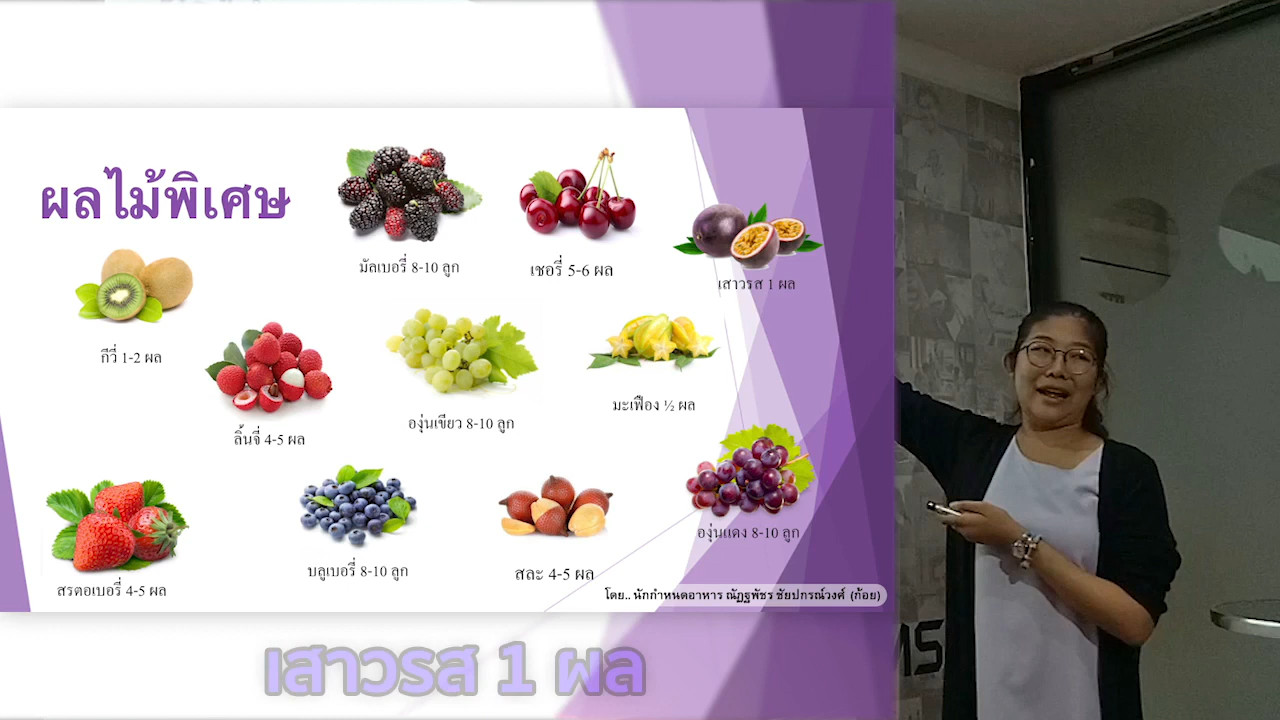 ผลไม้พิเศษ
มัลเบอรี่ 8-10 ลูก
เชอรี่ 5-6 ผล
เสาวรส 1 ผล
กีวี่ 1-2 ผล
ลิ้นจี่ 4-5 ผล
องุ่นเขียว 8-10 ลูก
มะเฟือง ½ ผล
สรตอเบอรี่ 4-5 ผล
บลูเบอรี่ 8-10 ลูก
สละ 4-5 ผล
องุ่นแดง 8-10 ลูก
โดย.. นักกำหนดอาหาร ณัฏฐพัชร ชัยปกรณ์วงศ์ (ก้อย)
เสาวรส 1 ผล
MS